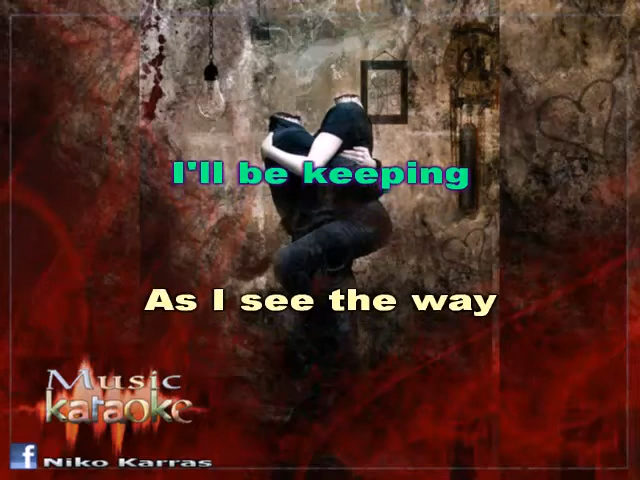 I'll be keeping
As I see the way
Music
karaoke
f Niko Karras